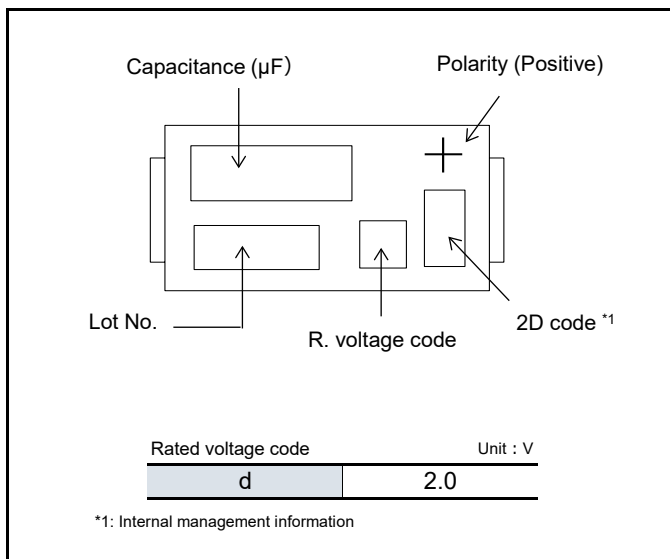 Capacitance (μF）
Polarity (Positive)
+
Lot No.
R. voltage code
2D code *1
Rated voltage code Unit : V
d 2.0
*1: Internal management information